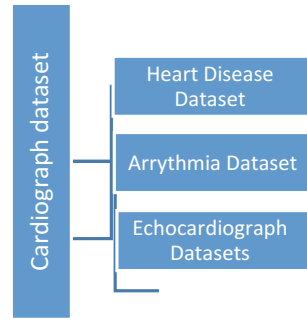 Cardiograph dataset
Heart Disease
Dataset
Arrythmia Dataset
Echocardiograph
Datasets